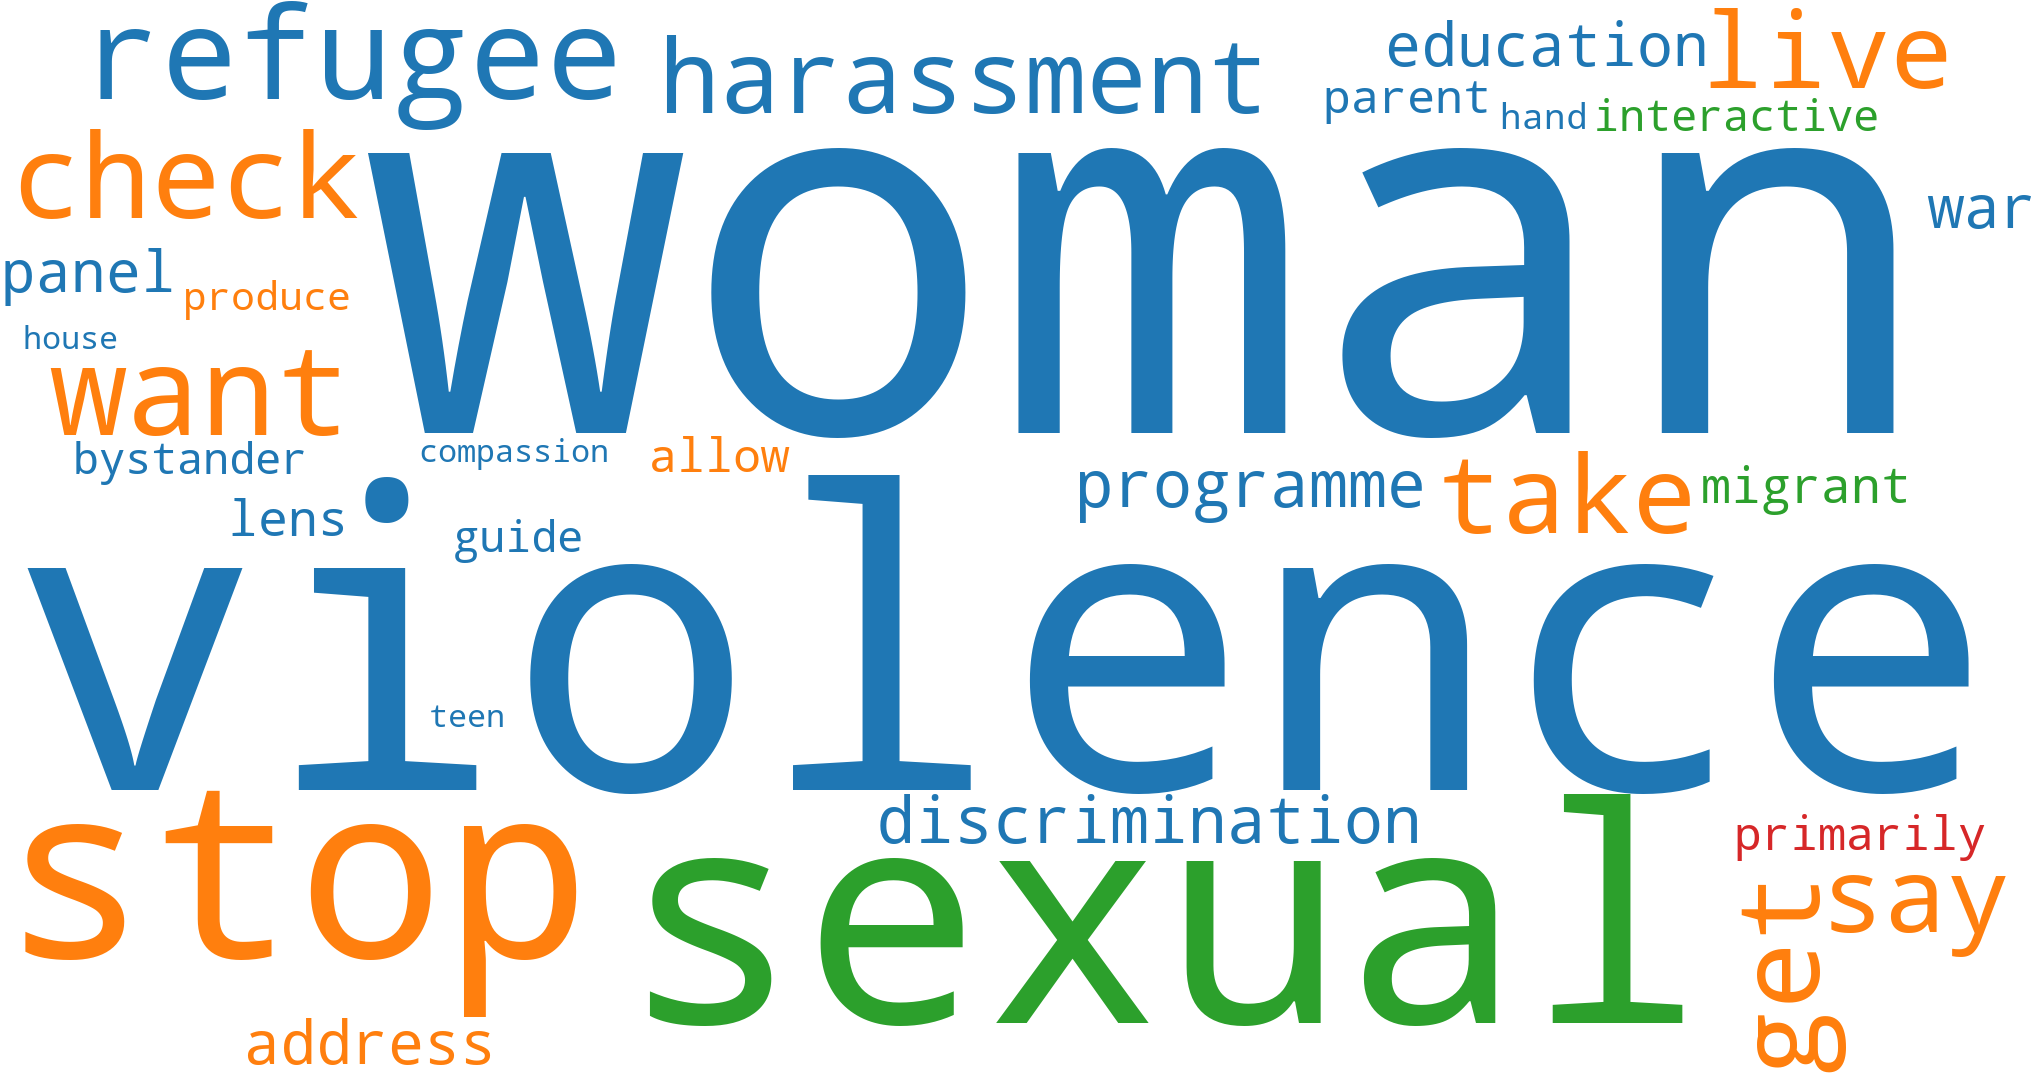 refugee
harassment
education
live
parent
hand
interactive
check
woman
war
panel
produce
house
want
bystander
compassion
allow
programme
take
migrant
lens
guide
violence
teen
stop
discrimination
sexual
primarily
say
get
address